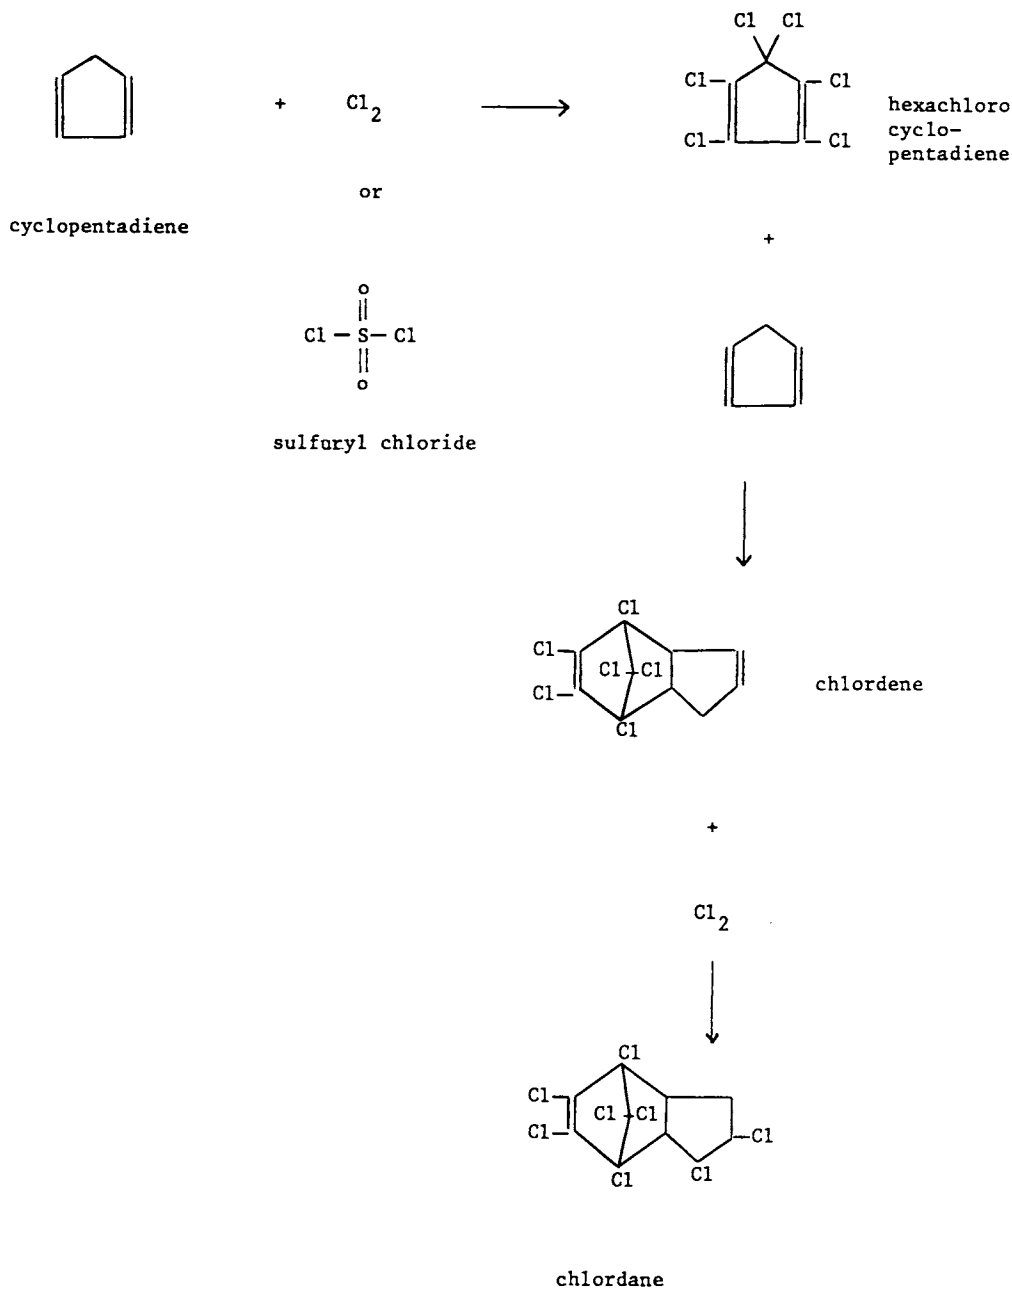 Cl Cl
Cl Cl
Cl Cl
+ Cl2
hexachloro
cyclo-
pentadiene
or
cyclopentadiene
+
o
Cl S Cl
o
sulfuryl chloride
Cl
Cl
Cl Cl
Cl
Cl
chlordene
+
Cl2
Cl
Cl
Cl Cl
Cl
Cl
Cl
Cl
chlordane